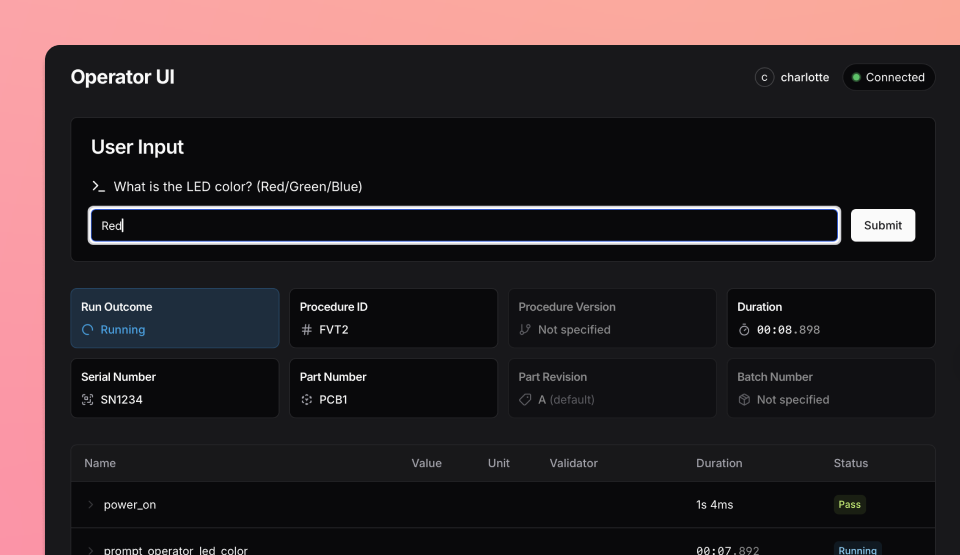 Operator UI
c charlotte Connected
User Input
What is the LED color? (Red/Green/Blue)
Red
Submit
Run Outcome
Running
Procedure ID
FVT2
Procedure Version
Not specified
Duration
00:08.898
Serial Number
SN1234
Part Number
PCB1
Part Revision
A (default)
Batch Number
Not specified
Name Value Unit Validator Duration Status
power_on 1s 4ms Pass
prompt_operator_led_color 00:07.892 Running